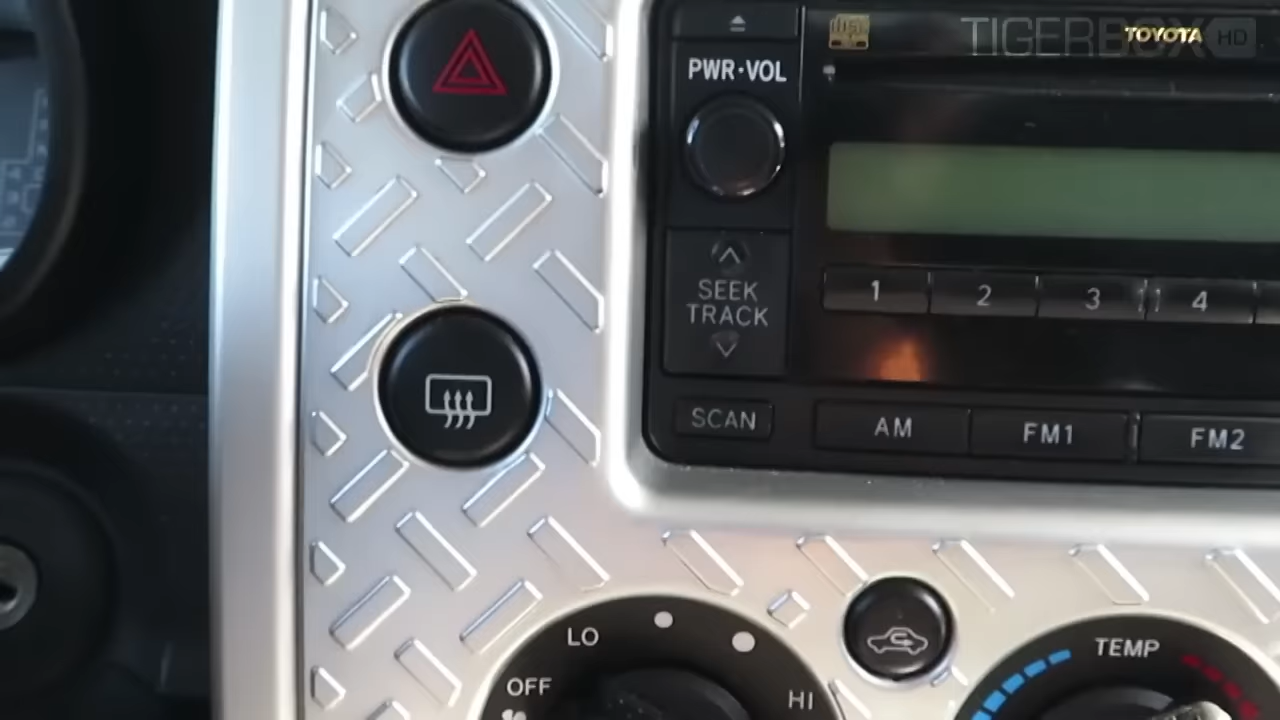 TIGERBOX HD
TOYOTA
PWR·VOL
SEEK
TRACK
1 2 3 4
SCAN
AM FM1 FM2
LO
OFF
HI
TEMP